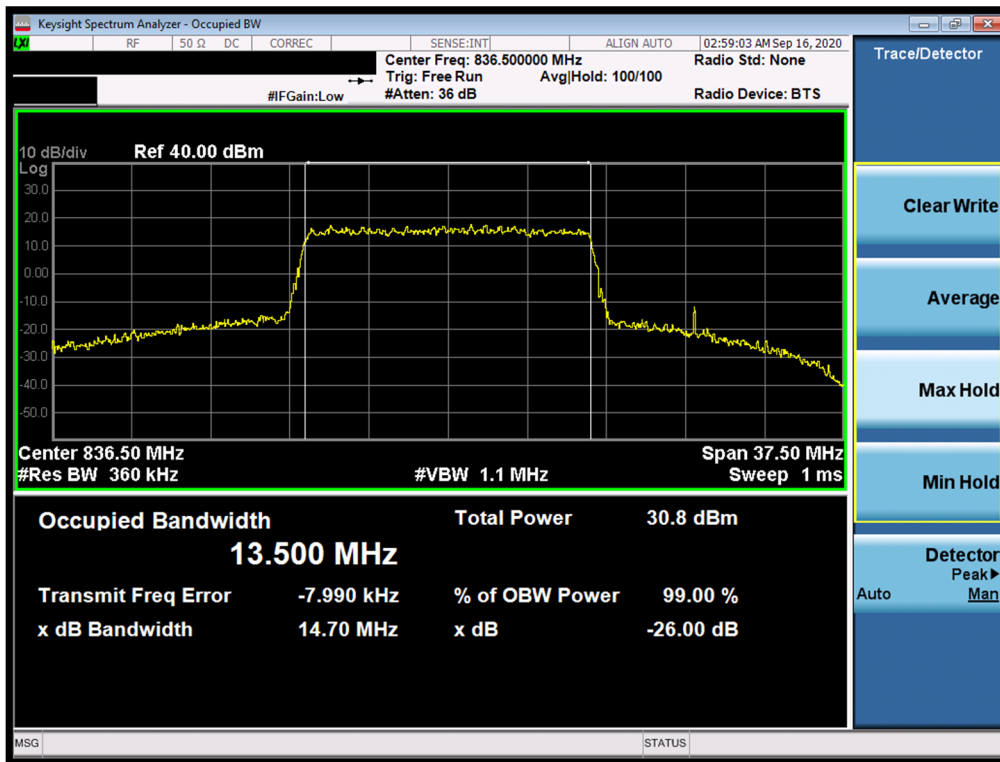 Keysight Spectrum Analyzer - Occupied BW
LXI RF 50 Ω DC CORREC SENSE:INT ALIGN AUTO 02:59:03 AM Sep 16, 2020
Center Freq: 836.500000 MHz Radio Std: None
Trig: Free Run Avg|Hold: 100/100
#IFGain:Low #Atten: 36 dB Radio Device: BTS
10 dB/div Ref 40.00 dBm
Log
30.0
20.0
10.0
0.00
-10.0
-20.0
-30.0
-40.0
-50.0
Center 836.50 MHz Span 37.50 MHz
#Res BW 360 kHz #VBW 1.1 MHz Sweep 1 ms
Occupied Bandwidth Total Power 30.8 dBm
13.500 MHz
Transmit Freq Error -7.990 kHz % of OBW Power 99.00 %
x dB Bandwidth 14.70 MHz x dB -26.00 dB
MSG STATUS
Trace/Detector
Clear Write
Average
Max Hold
Min Hold
Detector
Peak▶
Auto Man